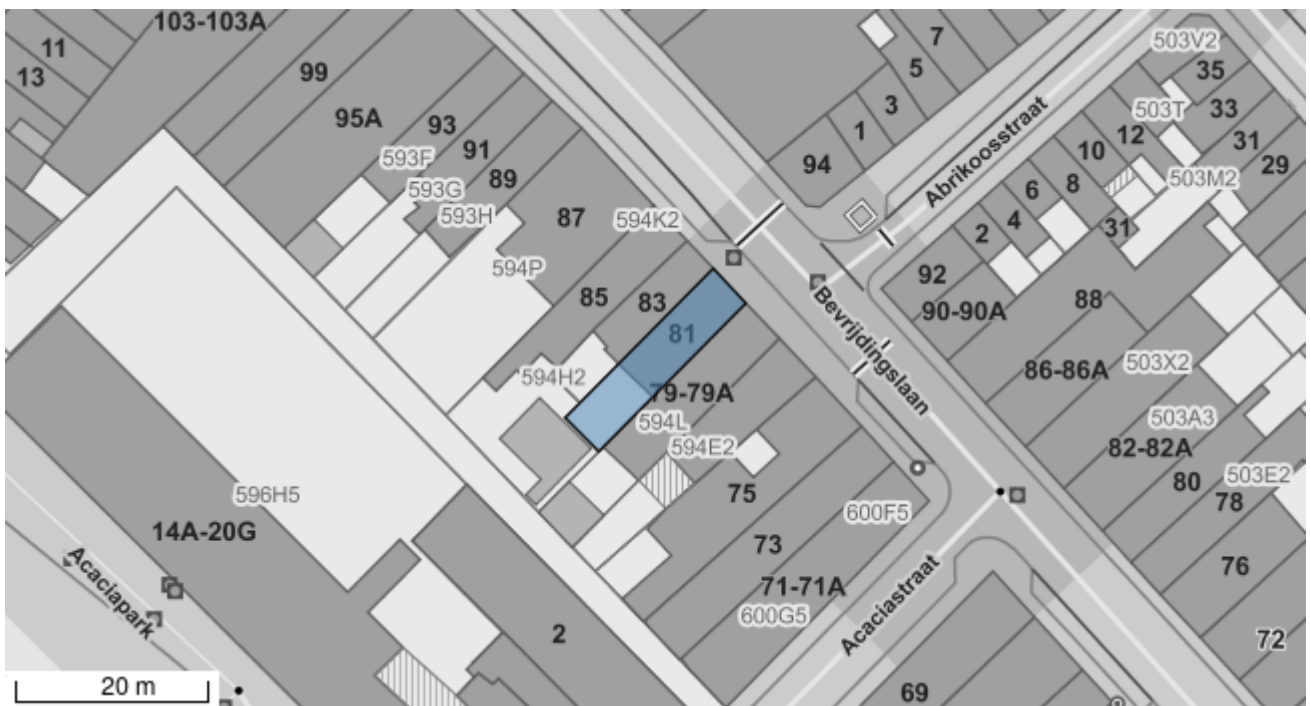 103-103A
7
503V2
11
99
5
35
13
95A
93
3
503T
33
1
12
91
593F
94
10
31
593G
89
Abrikoosstraat
29
503M2
593H
6
8
87
594K2
4
31
2
594P
92
85
83
88
90-90A
Bevrijdingslaan
81
86-86A
503X2
594H2
79-79A
594L
503A3
594E2
82-82A
503E2
80
75
596H5
78
600F5
14A-20G
73
76
71-71A
Acaciapark
Acaciastraat
600G5
2
72
20 m
69